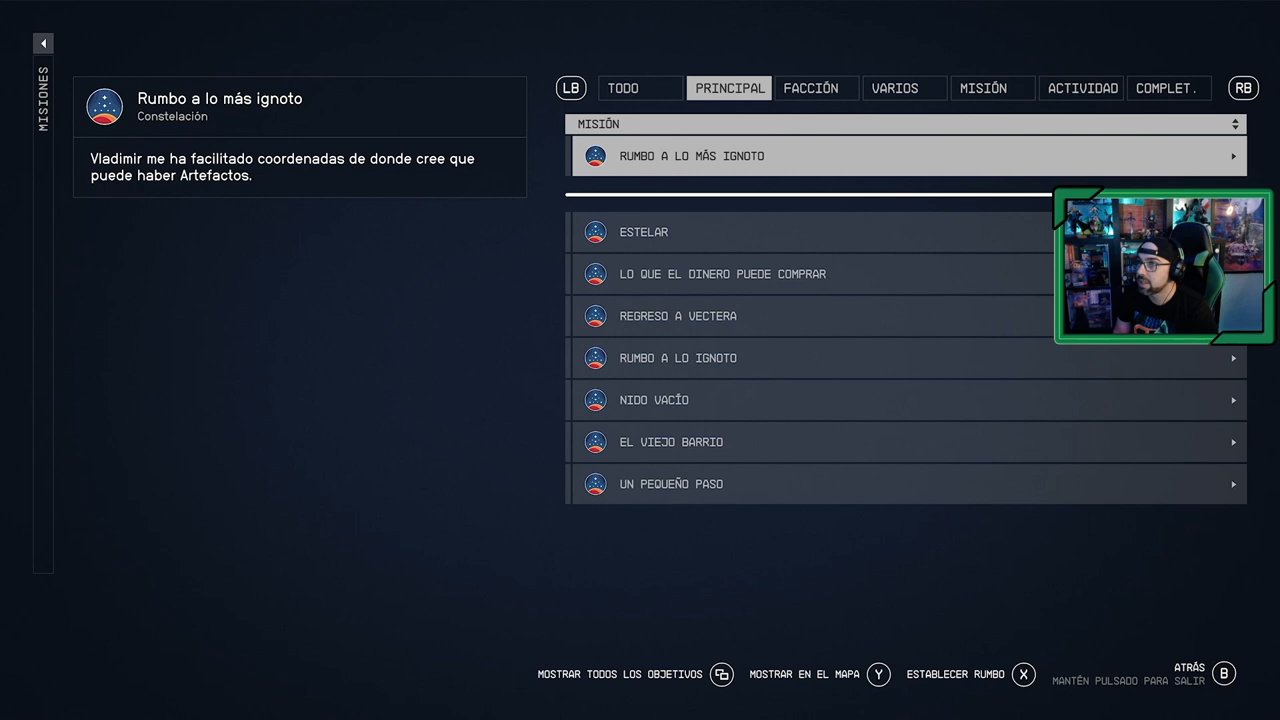 MISIONES
Rumbo a lo más ignoto
Constelación
Vladimir me ha facilitado coordenadas de donde cree que
puede haber Artefactos.
LB TODO PRINCIPAL FACCIÓN VARIOS MISIÓN ACTIVIDAD COMPLET. RB
MISIÓN
RUMBO A LO MÁS IGNOTO
ESTELAR
LO QUE EL DINERO PUEDE COMPRAR
REGRESO A VECTERA
RUMBO A LO IGNOTO
NIDO VACÍO
EL VIEJO BARRIO
UN PEQUEÑO PASO
MOSTRAR TODOS LOS OBJETIVOS MOSTRAR EN EL MAPA Y ESTABLECER RUMBO X ATRÁS B
MANTÉN PULSADO PARA SALIR